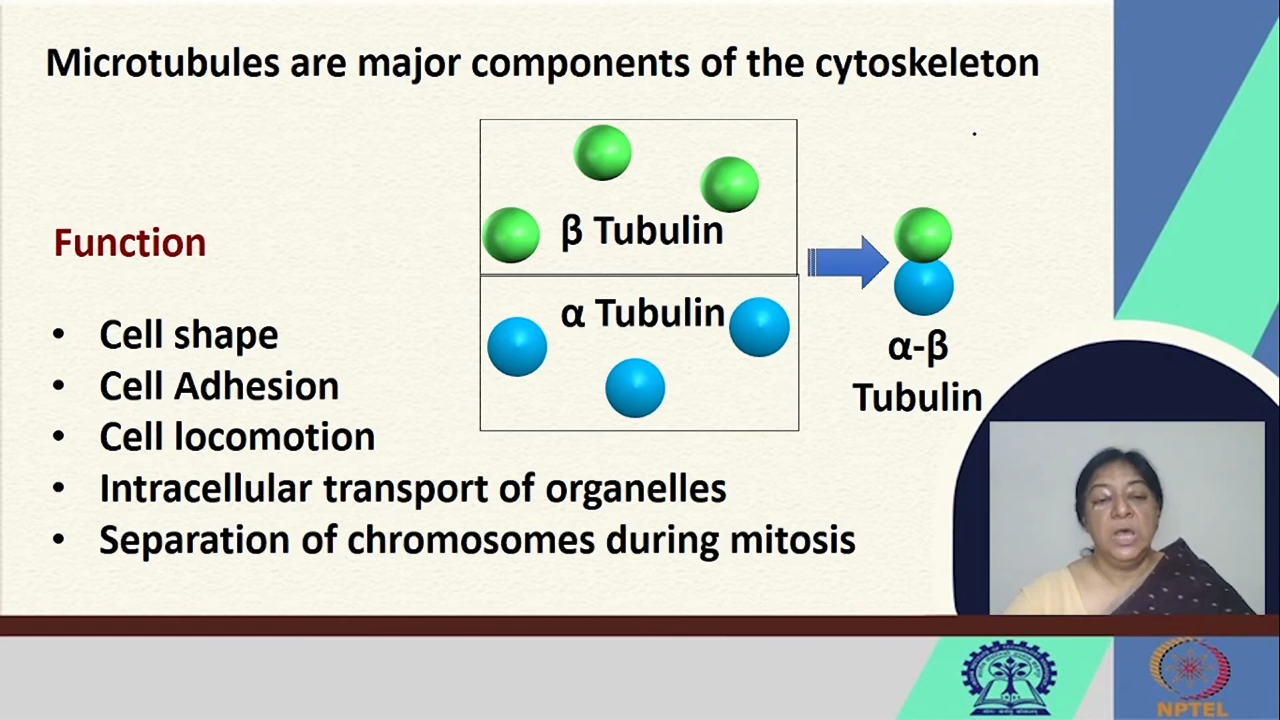 Microtubules are major components of the cytoskeleton
Function
• Cell shape
• Cell Adhesion
• Cell locomotion
• Intracellular transport of organelles
• Separation of chromosomes during mitosis
β Tubulin
α Tubulin
α-β
Tubulin
NPTEL